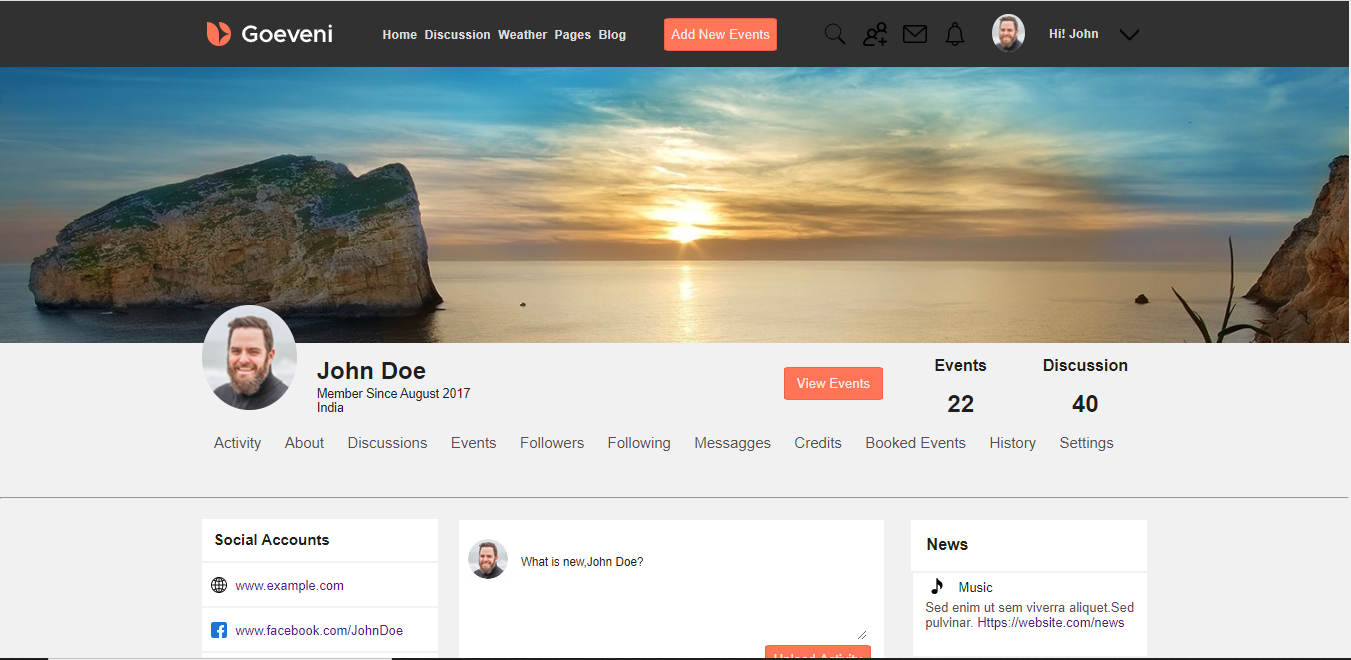 Goeveni
Home Discussion Weather Pages Blog
Add New Events
Hi! John
John Doe
Member Since August 2017
India
View Events
Events
22
Discussion
40
Activity About Discussions Events Followers Following Messagges Credits Booked Events History Settings
Social Accounts
www.example.com
www.facebook.com/JohnDoe
What is new,John Doe?
Upload Activity
News
Music
Sed enim ut sem viverra aliquet.Sed
pulvinar. Https://website.com/news